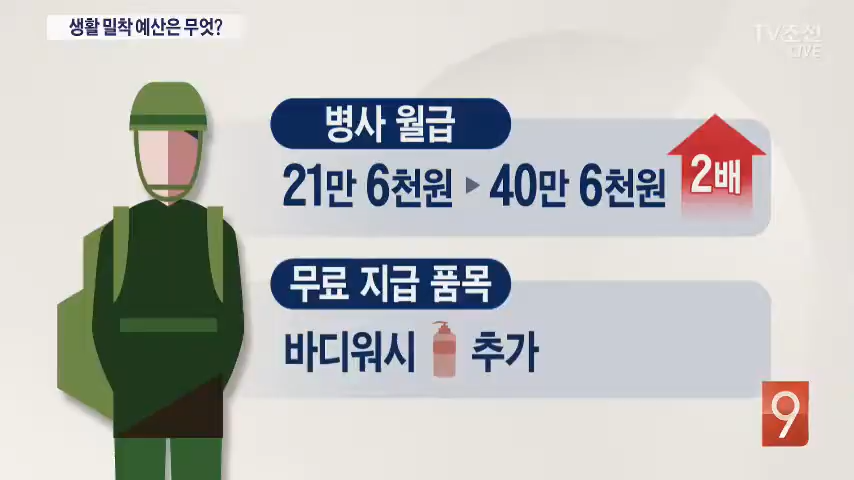 생활 밀착 예산은 무엇?
TV조선
LIVE
병사 월급
21만 6천원 ▶ 40만 6천원
2배
무료 지급 품목
바디워시 추가
9